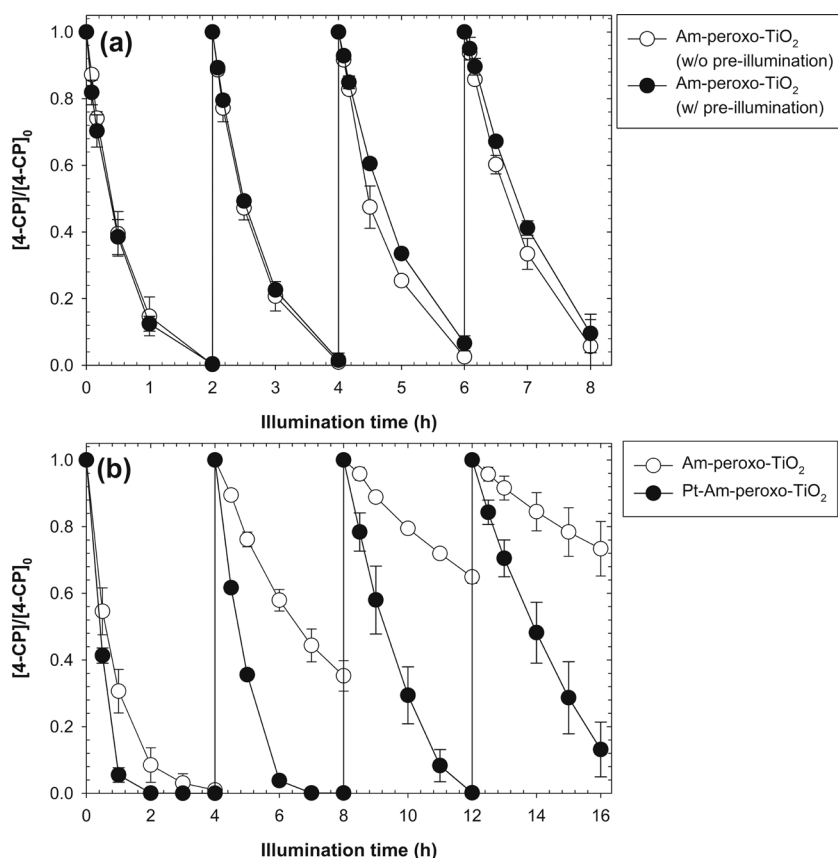 (a)
1.0
0.8
0.6
0.4
0.2
0.0
[4-CP]/[4-CP]₀
0 1 2 3 4 5 6 7 8
Illumination time (h)
Am-peroxo-TiO₂
(w/o pre-illumination)
Am-peroxo-TiO₂
(w/ pre-illumination)
(b)
1.0
0.8
0.6
0.4
0.2
0.0
[4-CP]/[4-CP]₀
0 2 4 6 8 10 12 14 16
Illumination time (h)
Am-peroxo-TiO₂
Pt-Am-peroxo-TiO₂